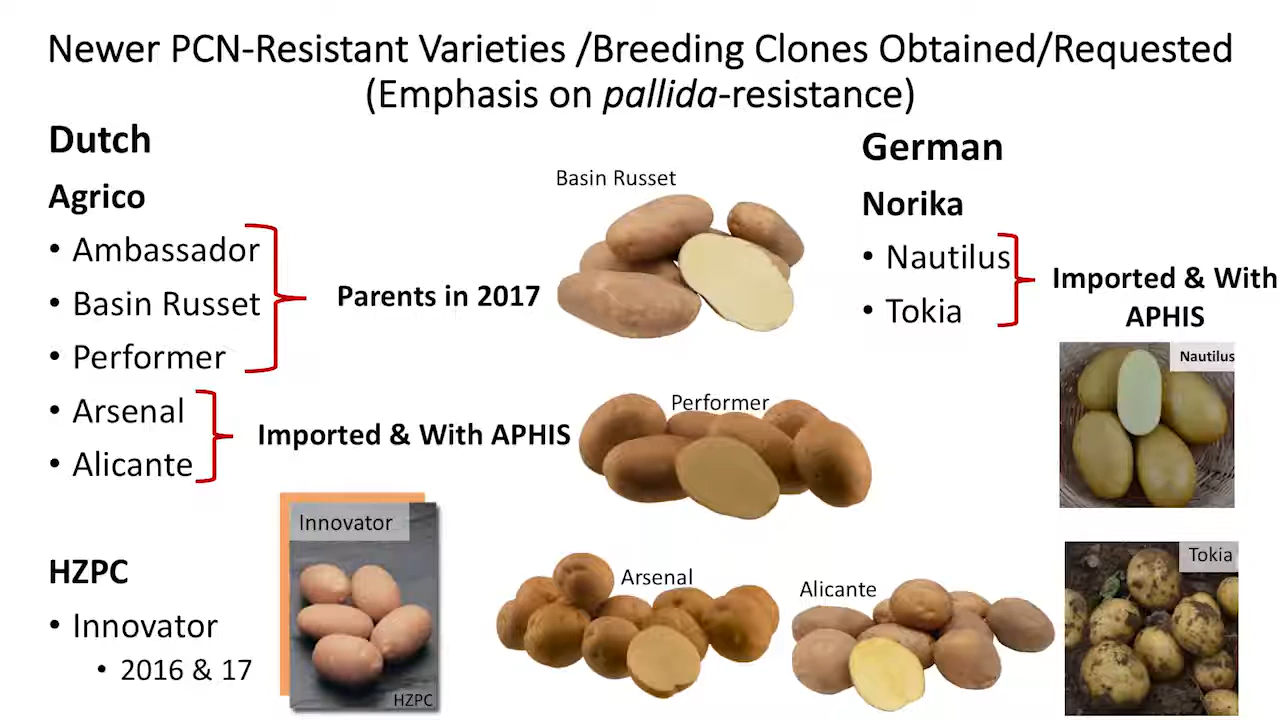 Newer PCN-Resistant Varieties /Breeding Clones Obtained/Requested
(Emphasis on pallida-resistance)
Dutch
Agrico
• Ambassador
• Basin Russet
• Performer
Parents in 2017
• Arsenal
• Alicante
Imported & With APHIS
HZPC
• Innovator
• 2016 & 17
Innovator
HZPC
Basin Russet
Performer
Arsenal
Alicante
German
Norika
• Nautilus
• Tokia
Imported & With
APHIS
Nautilus
Tokia